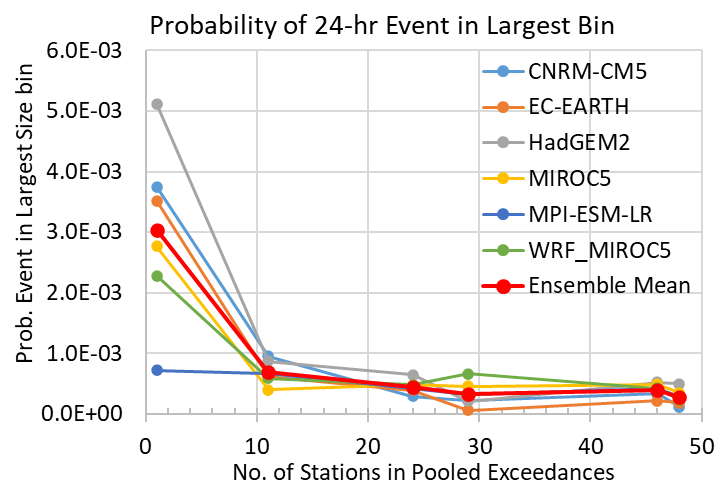 Probability of 24-hr Event in Largest Bin
6.0E-03
5.0E-03
4.0E-03
3.0E-03
2.0E-03
1.0E-03
0.0E+00
Prob. Event in Largest Size bin
CNRM-CM5
EC-EARTH
HadGEM2
MIROC5
MPI-ESM-LR
WRF_MIROC5
Ensemble Mean
0 10 20 30 40 50
No. of Stations in Pooled Exceedances